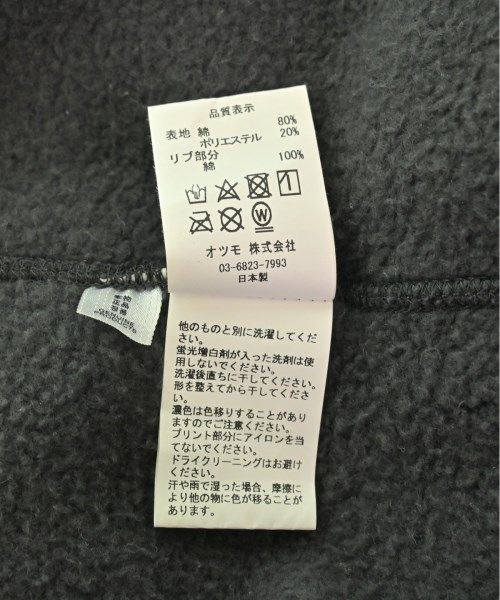 品質表示
表地 綿 80%
ポリエステル 20%
リブ部分
綿 100%
W
オツモ 株式会社
03-6823-7993
日本製
他のものと別に洗濯してくだ
さい。
蛍光増白剤が入った洗剤は使
用しないでください。
洗濯後直ちに干してください。
形を整えてから干してくださ
い。
濃色は色移りすることがあり
ますのでご注意ください。
プリント部分にアイロンを当
てないでください。
ドライクリーニングはお避け
ください。
汗や雨で湿った場合、摩擦に
より他の物に色が移ることが
あります。
GENUINE